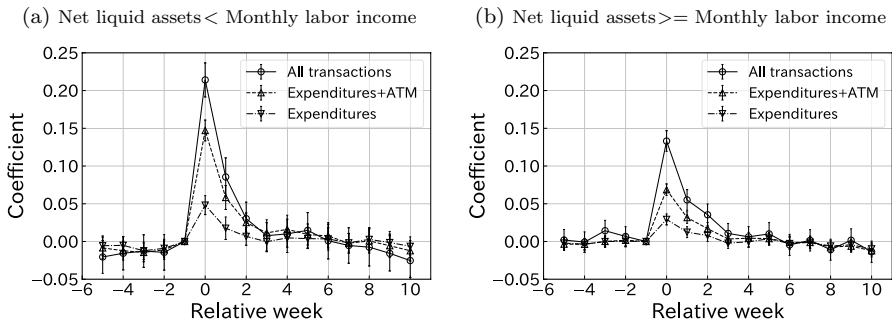 (a) Net liquid assets< Monthly labor income
0.25
0.20
0.15
0.10
0.05
0.00
−0.05
Coefficient
All transactions
Expenditures+ATM
Expenditures
−6 −4 −2 0 2 4 6 8 10
Relative week
(b) Net liquid assets>= Monthly labor income
0.25
0.20
0.15
0.10
0.05
0.00
−0.05
Coefficient
All transactions
Expenditures+ATM
Expenditures
−6 −4 −2 0 2 4 6 8 10
Relative week